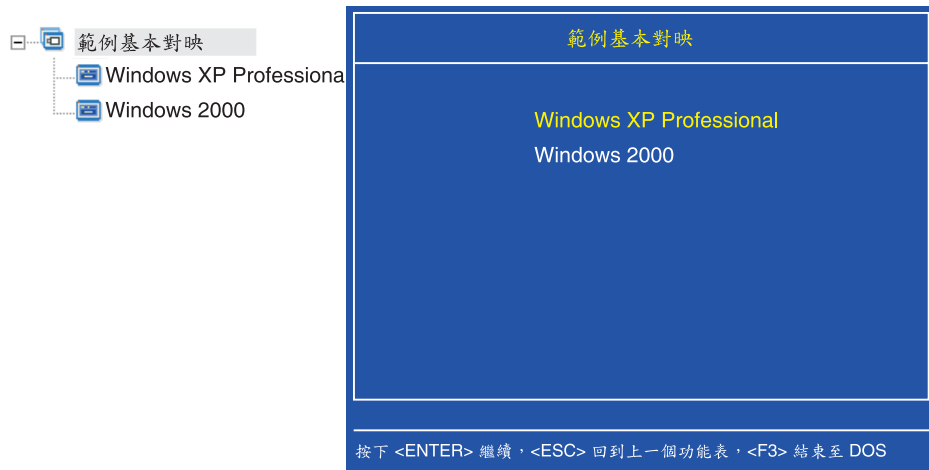 範例基本對映
Windows XP Professiona
Windows 2000
範例基本對映
Windows XP Professional
Windows 2000
按下 <ENTER> 繼續，<ESC> 回到上一個功能表，<F3> 結束至 DOS